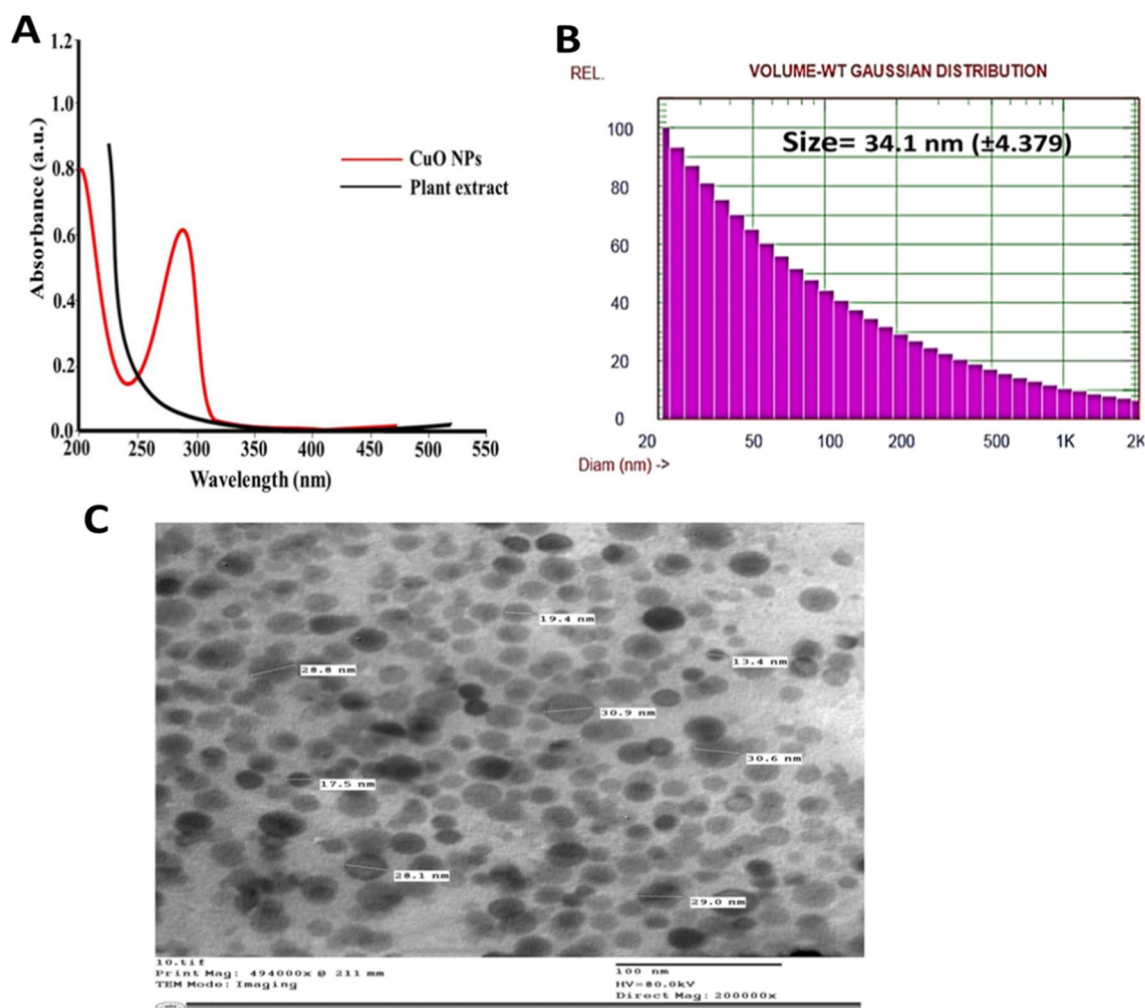 A
1.2
1.0
0.8
0.6
0.4
0.2
0.0
Absorbance (a.u.)
CuO NPs
Plant extract
200 250 300 350 400 450 500 550
Wavelength (nm)
B
REL.
VOLUME-WT GAUSSIAN DISTRIBUTION
Size= 34.1 nm (±4.379)
100
80
60
40
20
0
20 50 100 200 500 1K 2K
Diam (nm) ->
C
19.4 nm
13.4 nm
28.8 nm
30.9 nm
30.6 nm
17.5 nm
28.1 nm
29.0 nm
10.tif
Print Mag: 494000x @ 211 mm
TEM Mode: Imaging
100 nm
HV=80.0kV
Direct Mag: 200000x